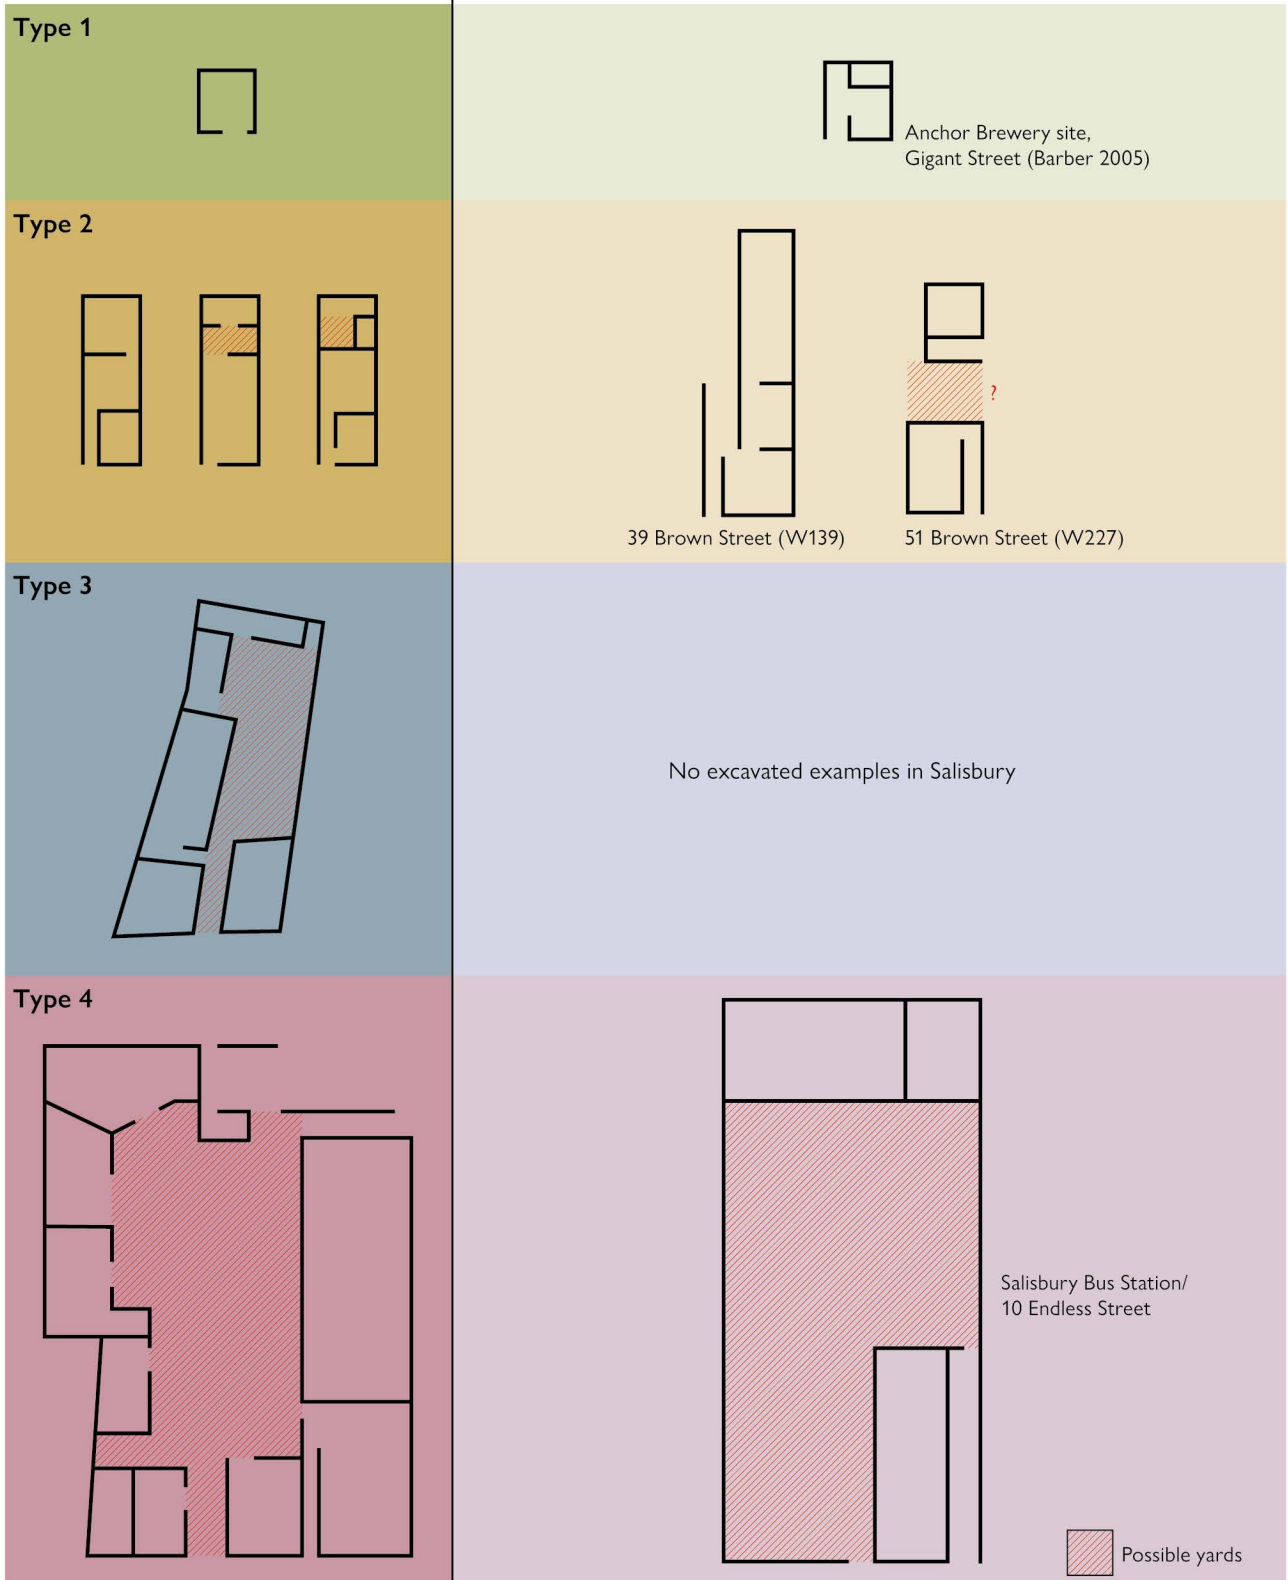 Type 1
Anchor Brewery site,
Gigant Street (Barber 2005)
Type 2
?
39 Brown Street (W139)
51 Brown Street (W227)
Type 3
No excavated examples in Salisbury
Type 4
Salisbury Bus Station/
10 Endless Street
Possible yards